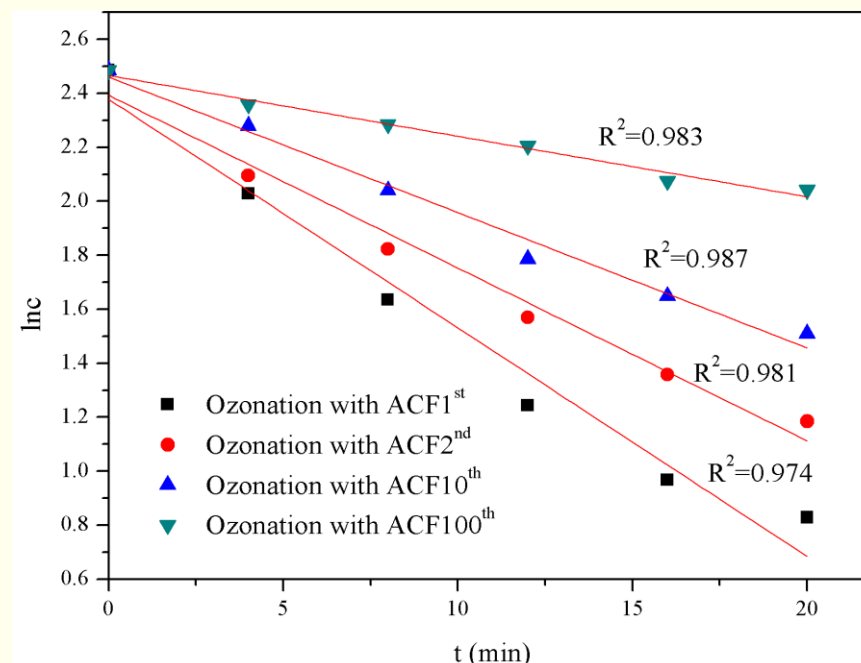 2.6
2.4
2.2
2.0
1.8
1.6
1.4
1.2
1.0
0.8
0.6
lnc
R²=0.983
R²=0.987
R²=0.981
R²=0.974
Ozonation with ACF1ˢᵗ
Ozonation with ACF2ⁿᵈ
Ozonation with ACF10ᵗʰ
Ozonation with ACF100ᵗʰ
0 5 10 15 20
t (min)